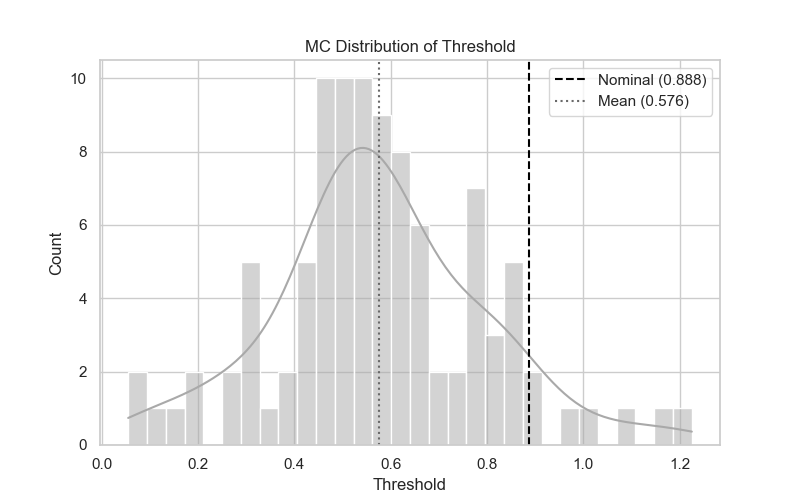 MC Distribution of Threshold
Nominal (0.888)
Mean (0.576)
Count
10
8
6
4
2
0
0.0 0.2 0.4 0.6 0.8 1.0 1.2
Threshold